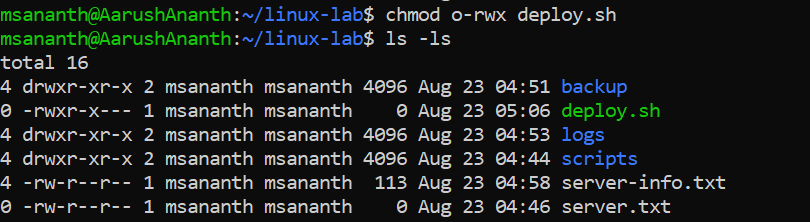 msananth@AarushAnanth:~/linux-lab$ chmod o-rwx deploy.sh
msananth@AarushAnanth:~/linux-lab$ ls -ls
total 16
4 drwxr-xr-x 2 msananth msananth 4096 Aug 23 04:51 backup
0 -rwxr-x--- 1 msananth msananth    0 Aug 23 05:06 deploy.sh
4 drwxr-xr-x 2 msananth msananth 4096 Aug 23 04:53 logs
4 drwxr-xr-x 2 msananth msananth 4096 Aug 23 04:44 scripts
4 -rw-r--r-- 1 msananth msananth  113 Aug 23 04:58 server-info.txt
0 -rw-r--r-- 1 msananth msananth    0 Aug 23 04:46 server.txt